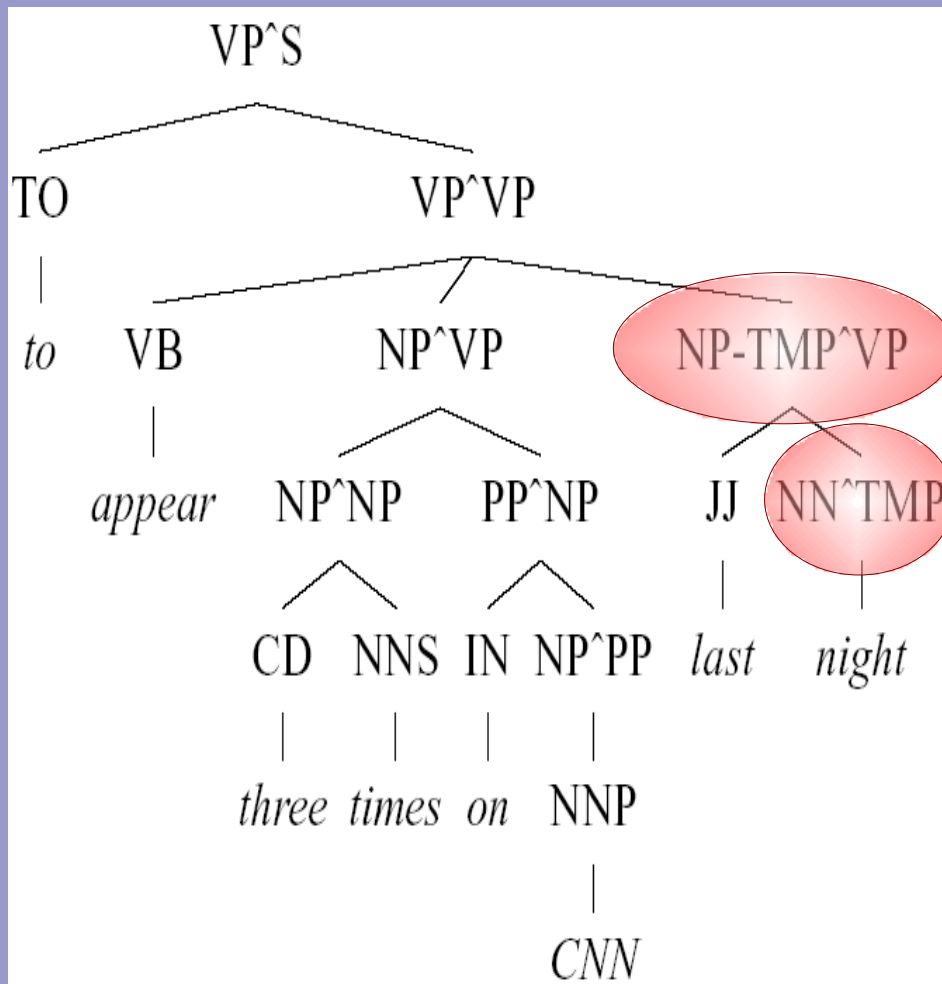 VP^S
TO VP^VP
to VB NP^VP NP-TMP^VP
appear NP^NP PP^NP JJ NN^TMP
CD NNS IN NP^PP last night
three times on NNP
CNN